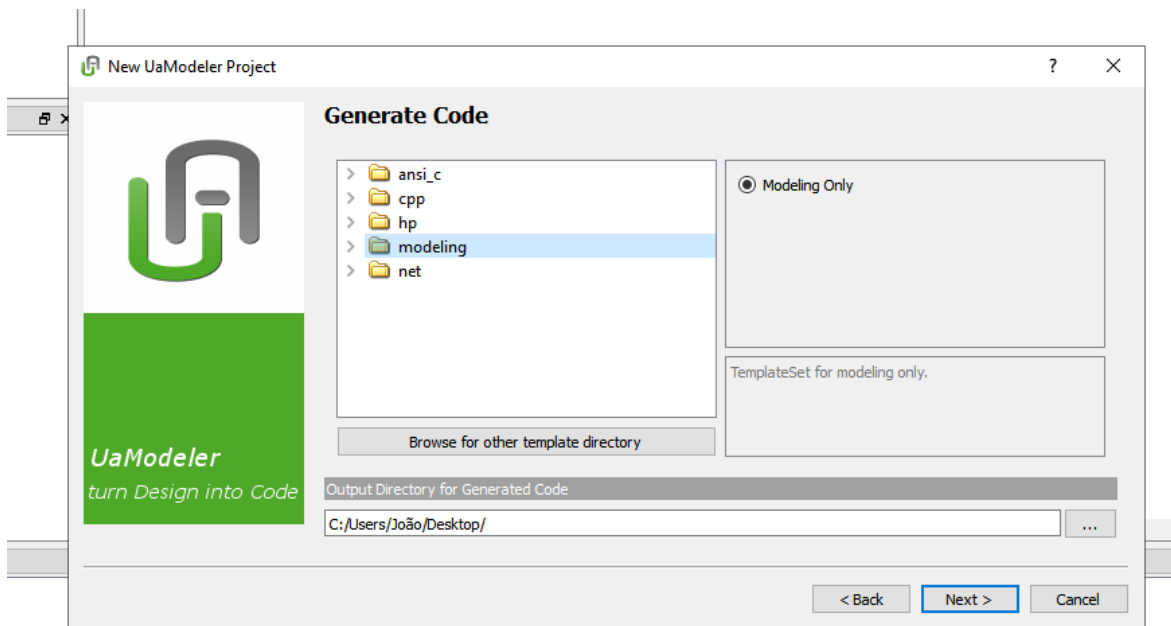 New UaModeler Project
Generate Code
ansi_c
cpp
hp
modeling
net
Modeling Only
TemplateSet for modeling only.
Browse for other template directory
UaModeler
turn Design into Code
Output Directory for Generated Code
C:/Users/João/Desktop/
...
< Back
Next >
Cancel